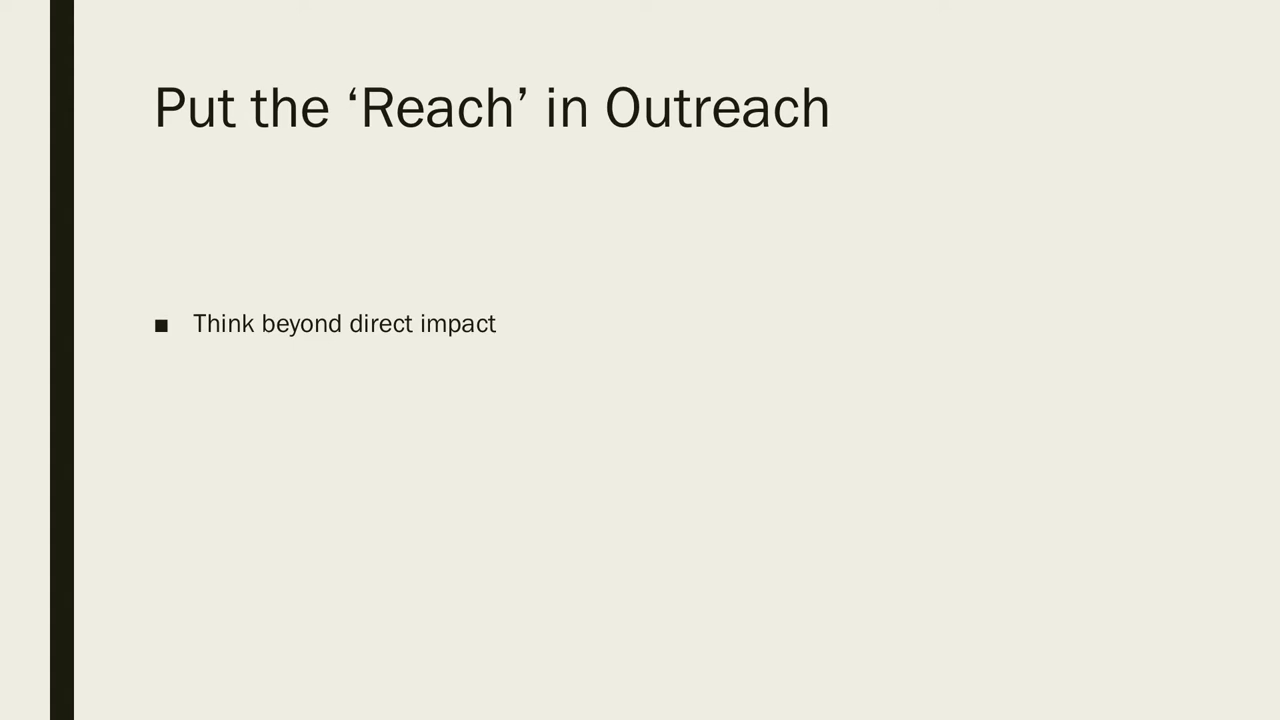 Put the ‘Reach’ in Outreach
■ Think beyond direct impact